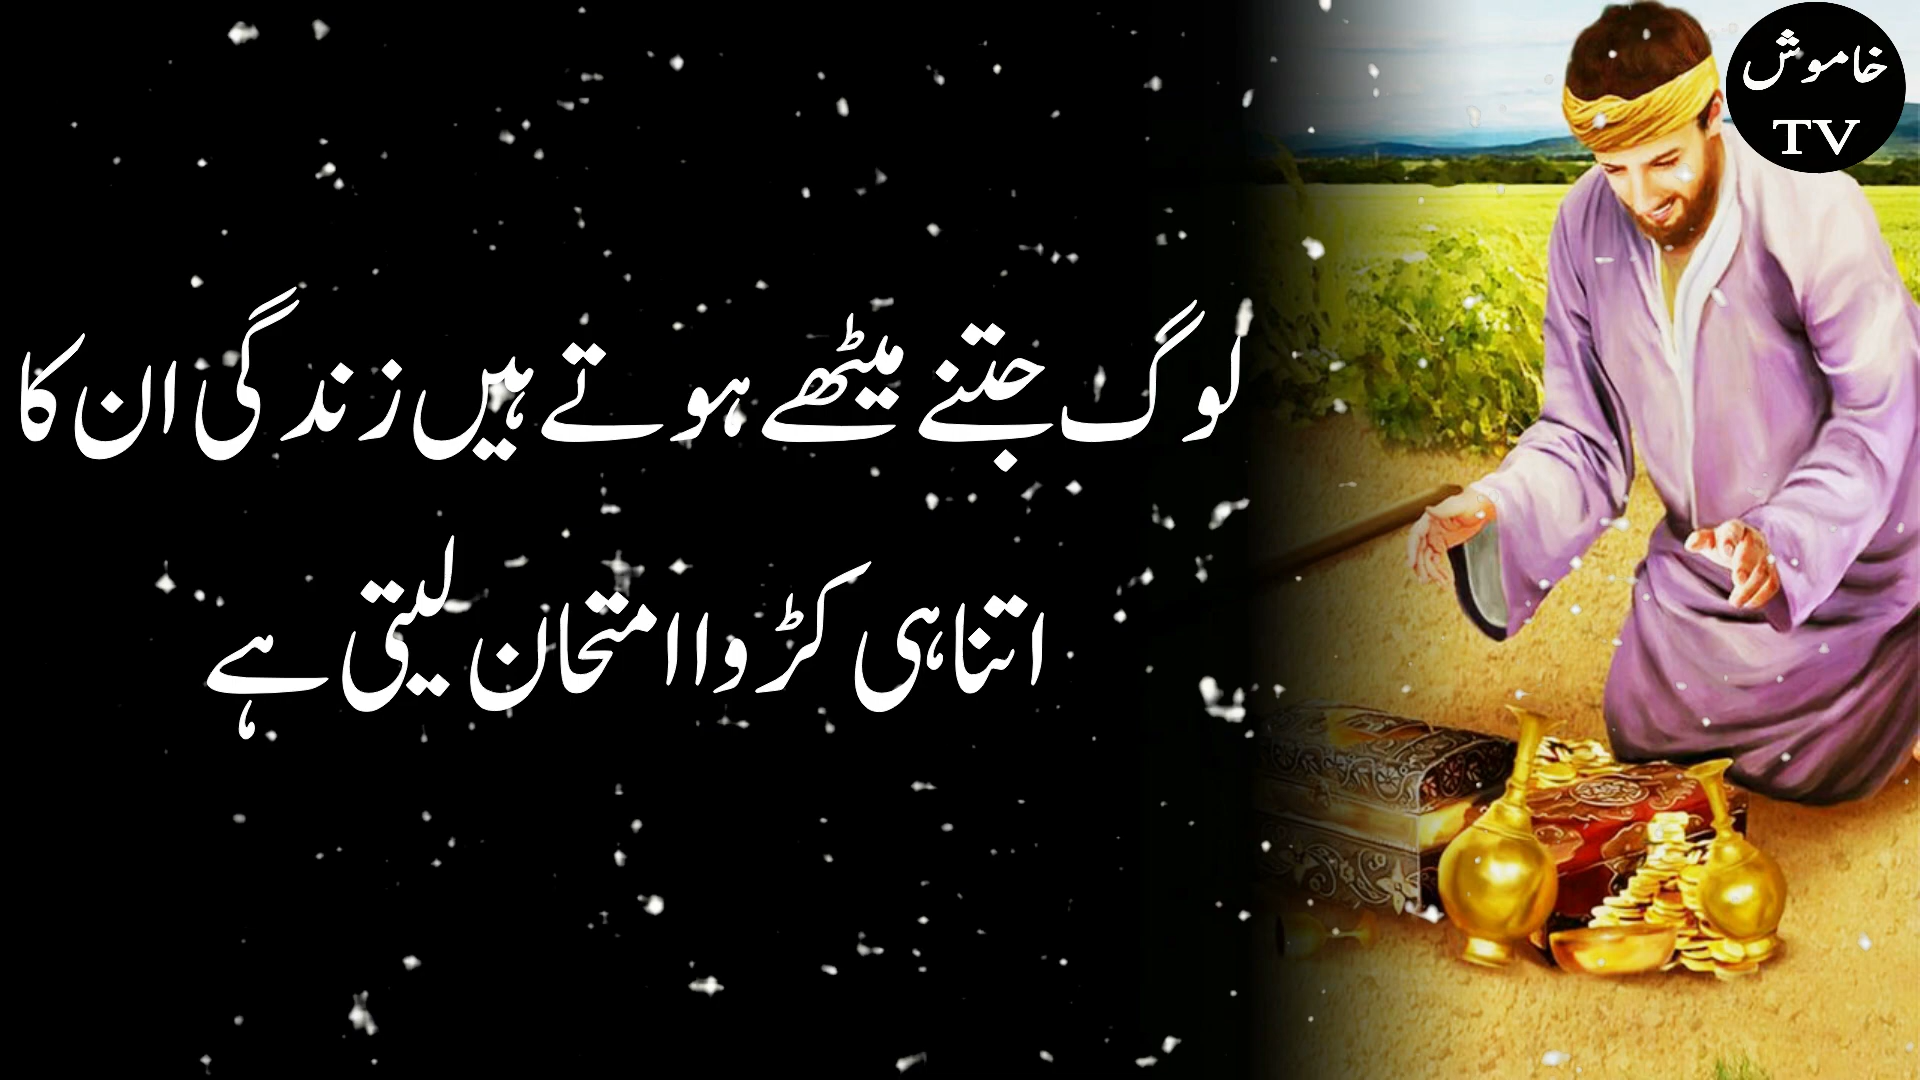 خاموش
TV
لوگ جتنے میٹھے ہوتے ہیں زندگی ان کا
اتنا ہی کڑوا امتحان لیتی ہے